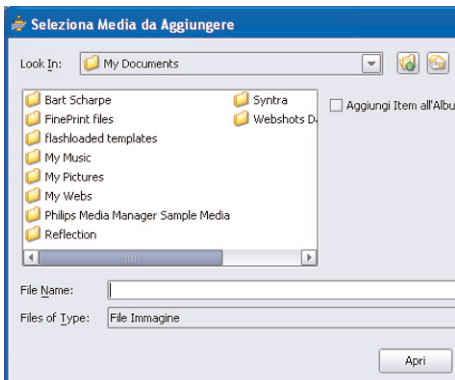 Seleziona Media da Aggiungere
Look In: My Documents
Bart Scharpe
FinePrint files
flashloaded templates
My Music
My Pictures
My Webs
Philips Media Manager Sample Media
Reflection
Syntra
Webshots D
Aggiungi Item all'Albu
File Name:
Files of Type: File Immagine
Apri